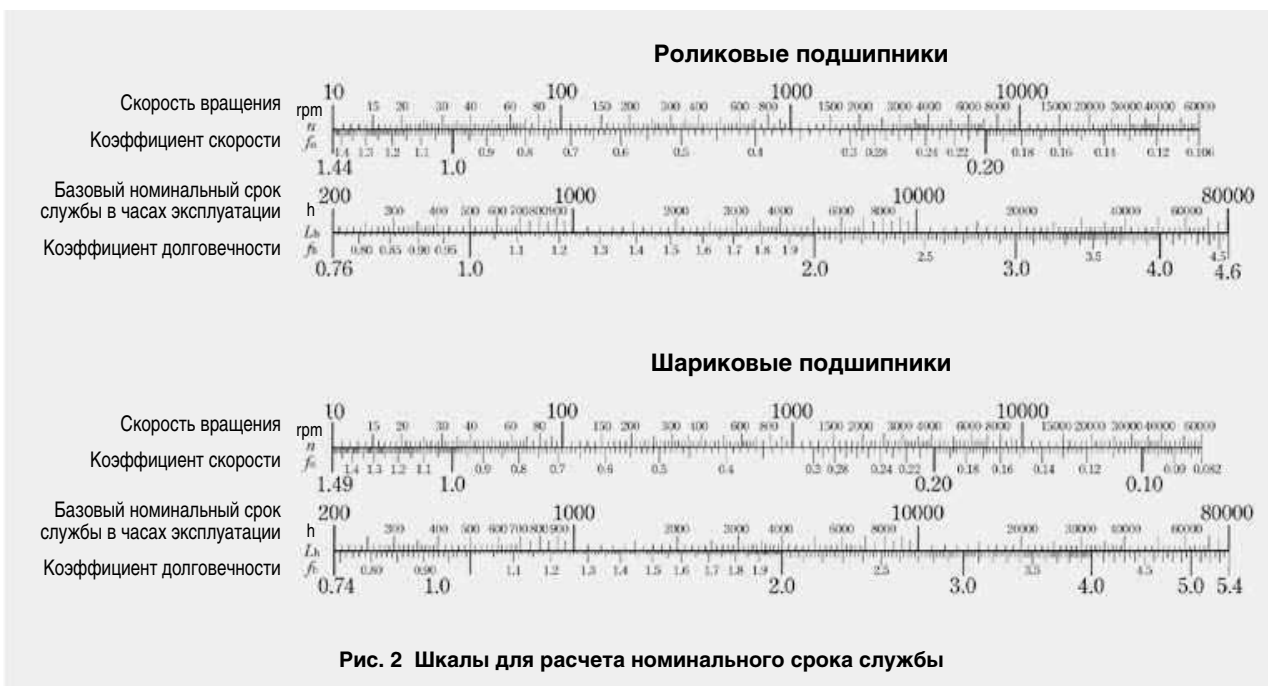 Роликовые подшипники
Скорость вращения
rpm
10 15 20 30 40 60 80 100 150 200 300 400 600 800 1000 1500 2000 3000 4000 6000 8000 10000 15000 20000 30000 40000 60000
n
Коэффициент скорости
fn
1.44 1.4 1.3 1.2 1.1 1.0 0.9 0.8 0.7 0.6 0.5 0.4 0.3 0.28 0.24 0.22 0.20 0.18 0.16 0.14 0.12 0.106
Базовый номинальный срок
службы в часах эксплуатации
h
200 300 400 500 600 700 800 900 1000 2000 3000 4000 6000 8000 10000 20000 40000 60000 80000
Lh
Коэффициент долговечности
fh
0.76 0.80 0.85 0.90 0.95 1.0 1.1 1.2 1.3 1.4 1.5 1.6 1.7 1.8 1.9 2.0 2.5 3.0 3.5 4.0 4.5 4.6
Шариковые подшипники
Скорость вращения
rpm
10 15 20 30 40 60 80 100 150 200 300 400 600 800 1000 1500 2000 3000 4000 6000 8000 10000 15000 20000 30000 40000 60000
n
Коэффициент скорости
fn
1.49 1.4 1.3 1.2 1.1 1.0 0.9 0.8 0.7 0.6 0.5 0.4 0.3 0.28 0.24 0.22 0.20 0.18 0.16 0.14 0.12 0.10 0.09 0.082
Базовый номинальный срок
службы в часах эксплуатации
h
200 300 400 500 600 700 800 900 1000 2000 3000 4000 6000 8000 10000 20000 30000 40000 60000 80000
Lh
Коэффициент долговечности
fh
0.74 0.80 0.90 1.0 1.1 1.2 1.3 1.4 1.5 1.6 1.7 1.8 1.9 2.0 2.5 3.0 3.5 4.0 4.5 5.0 5.4
Рис. 2 Шкалы для расчета номинального срока службы